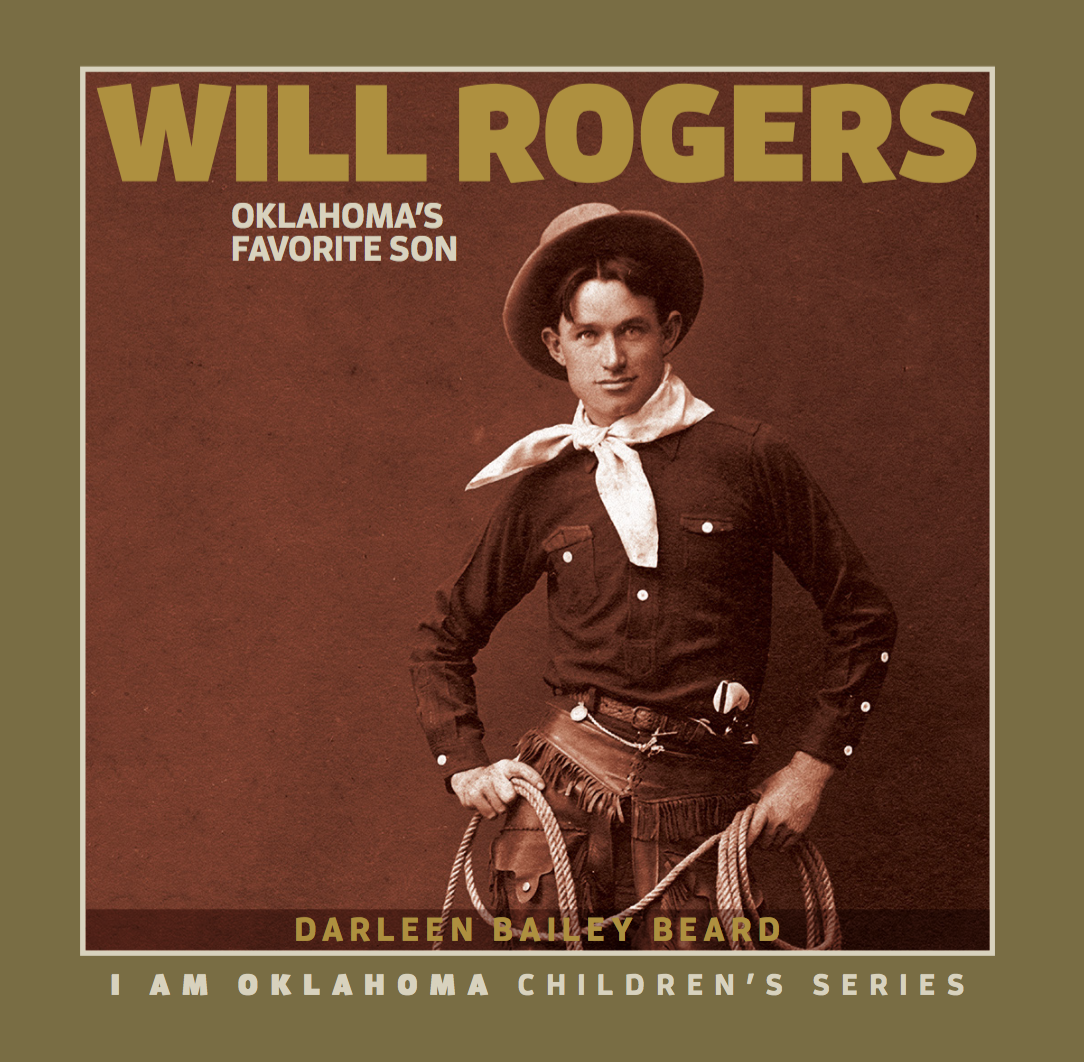 WILL ROGERS
OKLAHOMA'S
FAVORITE SON
DARLEEN BAILEY BEARD
I AM OKLAHOMA CHILDREN'S SERIES